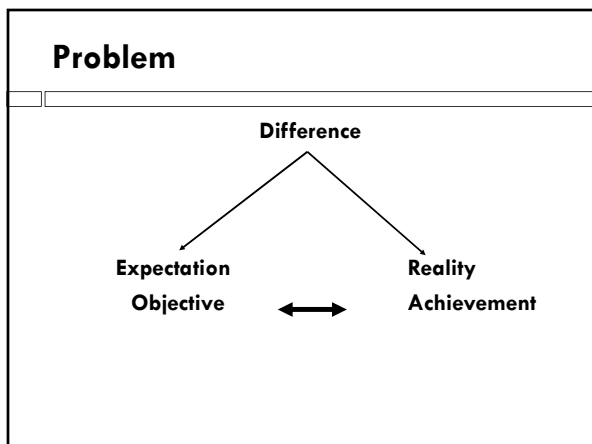 Problem
Difference
Expectation Reality
Objective Achievement